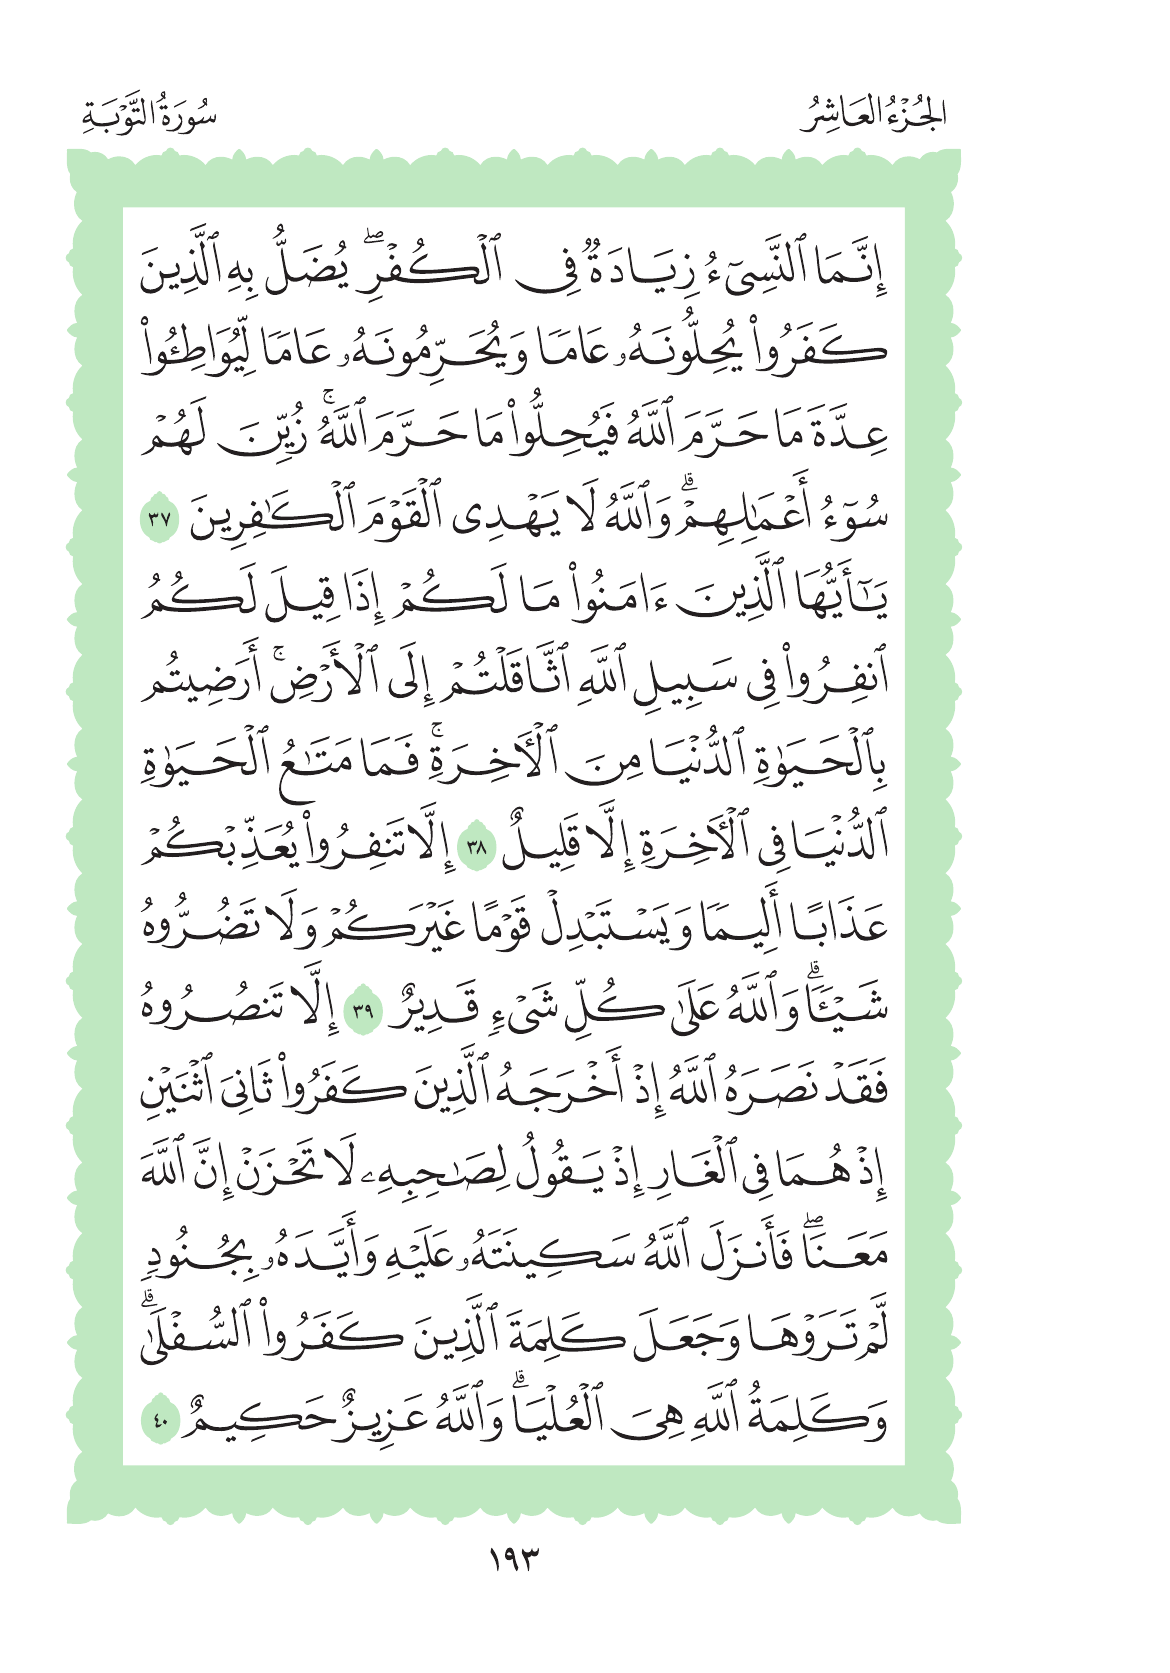 الجُزْءُ العَاشِرُ
سُورَةُ التَّوْبَةِ
إِنَّمَا ٱلنَّسِىٓءُ زِيَادَةٌ فِى ٱلْكُفْرِ ۖ يُضَلُّ بِهِ ٱلَّذِينَ
كَفَرُوا۟ يُحِلُّونَهُۥ عَامًا وَيُحَرِّمُونَهُۥ عَامًا لِّيُوَاطِـُٔوا۟
عِدَّةَ مَا حَرَّمَ ٱللَّهُ فَيُحِلُّوا۟ مَا حَرَّمَ ٱللَّهُ ۚ زُيِّنَ لَهُمْ
سُوٓءُ أَعْمَـٰلِهِمْ ۗ وَٱللَّهُ لَا يَهْدِى ٱلْقَوْمَ ٱلْكَـٰفِرِينَ ٣٧
يَـٰٓأَيُّهَا ٱلَّذِينَ ءَامَنُوا۟ مَا لَكُمْ إِذَا قِيلَ لَكُمُ
ٱنفِرُوا۟ فِى سَبِيلِ ٱللَّهِ ٱثَّاقَلْتُمْ إِلَى ٱلْأَرْضِ ۚ أَرَضِيتُم
بِٱلْحَيَوٰةِ ٱلدُّنْيَا مِنَ ٱلْـَٔاخِرَةِ ۚ فَمَا مَتَـٰعُ ٱلْحَيَوٰةِ
ٱلدُّنْيَا فِى ٱلْـَٔاخِرَةِ إِلَّا قَلِيلٌ ٣٨ إِلَّا تَنفِرُوا۟ يُعَذِّبْكُمْ
عَذَابًا أَلِيمًا وَيَسْتَبْدِلْ قَوْمًا غَيْرَكُمْ وَلَا تَضُرُّوهُ
شَيْـًٔا ۗ وَٱللَّهُ عَلَىٰ كُلِّ شَىْءٍ قَدِيرٌ ٣٩ إِلَّا تَنصُرُوهُ
فَقَدْ نَصَرَهُ ٱللَّهُ إِذْ أَخْرَجَهُ ٱلَّذِينَ كَفَرُوا۟ ثَانِىَ ٱثْنَيْنِ
إِذْ هُمَا فِى ٱلْغَارِ إِذْ يَقُولُ لِصَـٰحِبِهِۦ لَا تَحْزَنْ إِنَّ ٱللَّهَ
مَعَنَا ۖ فَأَنزَلَ ٱللَّهُ سَكِينَتَهُۥ عَلَيْهِ وَأَيَّدَهُۥ بِجُنُودٍ
لَّمْ تَرَوْهَا وَجَعَلَ كَلِمَةَ ٱلَّذِينَ كَفَرُوا۟ ٱلسُّفْلَىٰ ۗ
وَكَلِمَةُ ٱللَّهِ هِىَ ٱلْعُلْيَا ۗ وَٱللَّهُ عَزِيزٌ حَكِيمٌ ٤٠
١٩٣